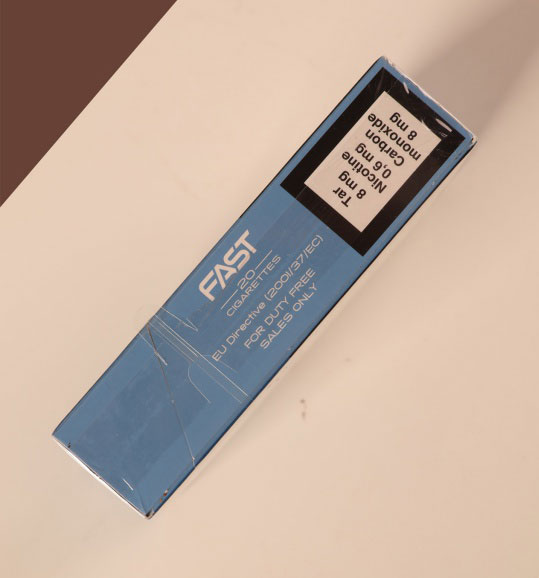 FAST
20
CIGARETTES
EU Directive (2001/37/EC)
FOR DUTY FREE
SALES ONLY
Tar
8 mg
Nicotine
0,6 mg
Carbon
monoxide
8 mg